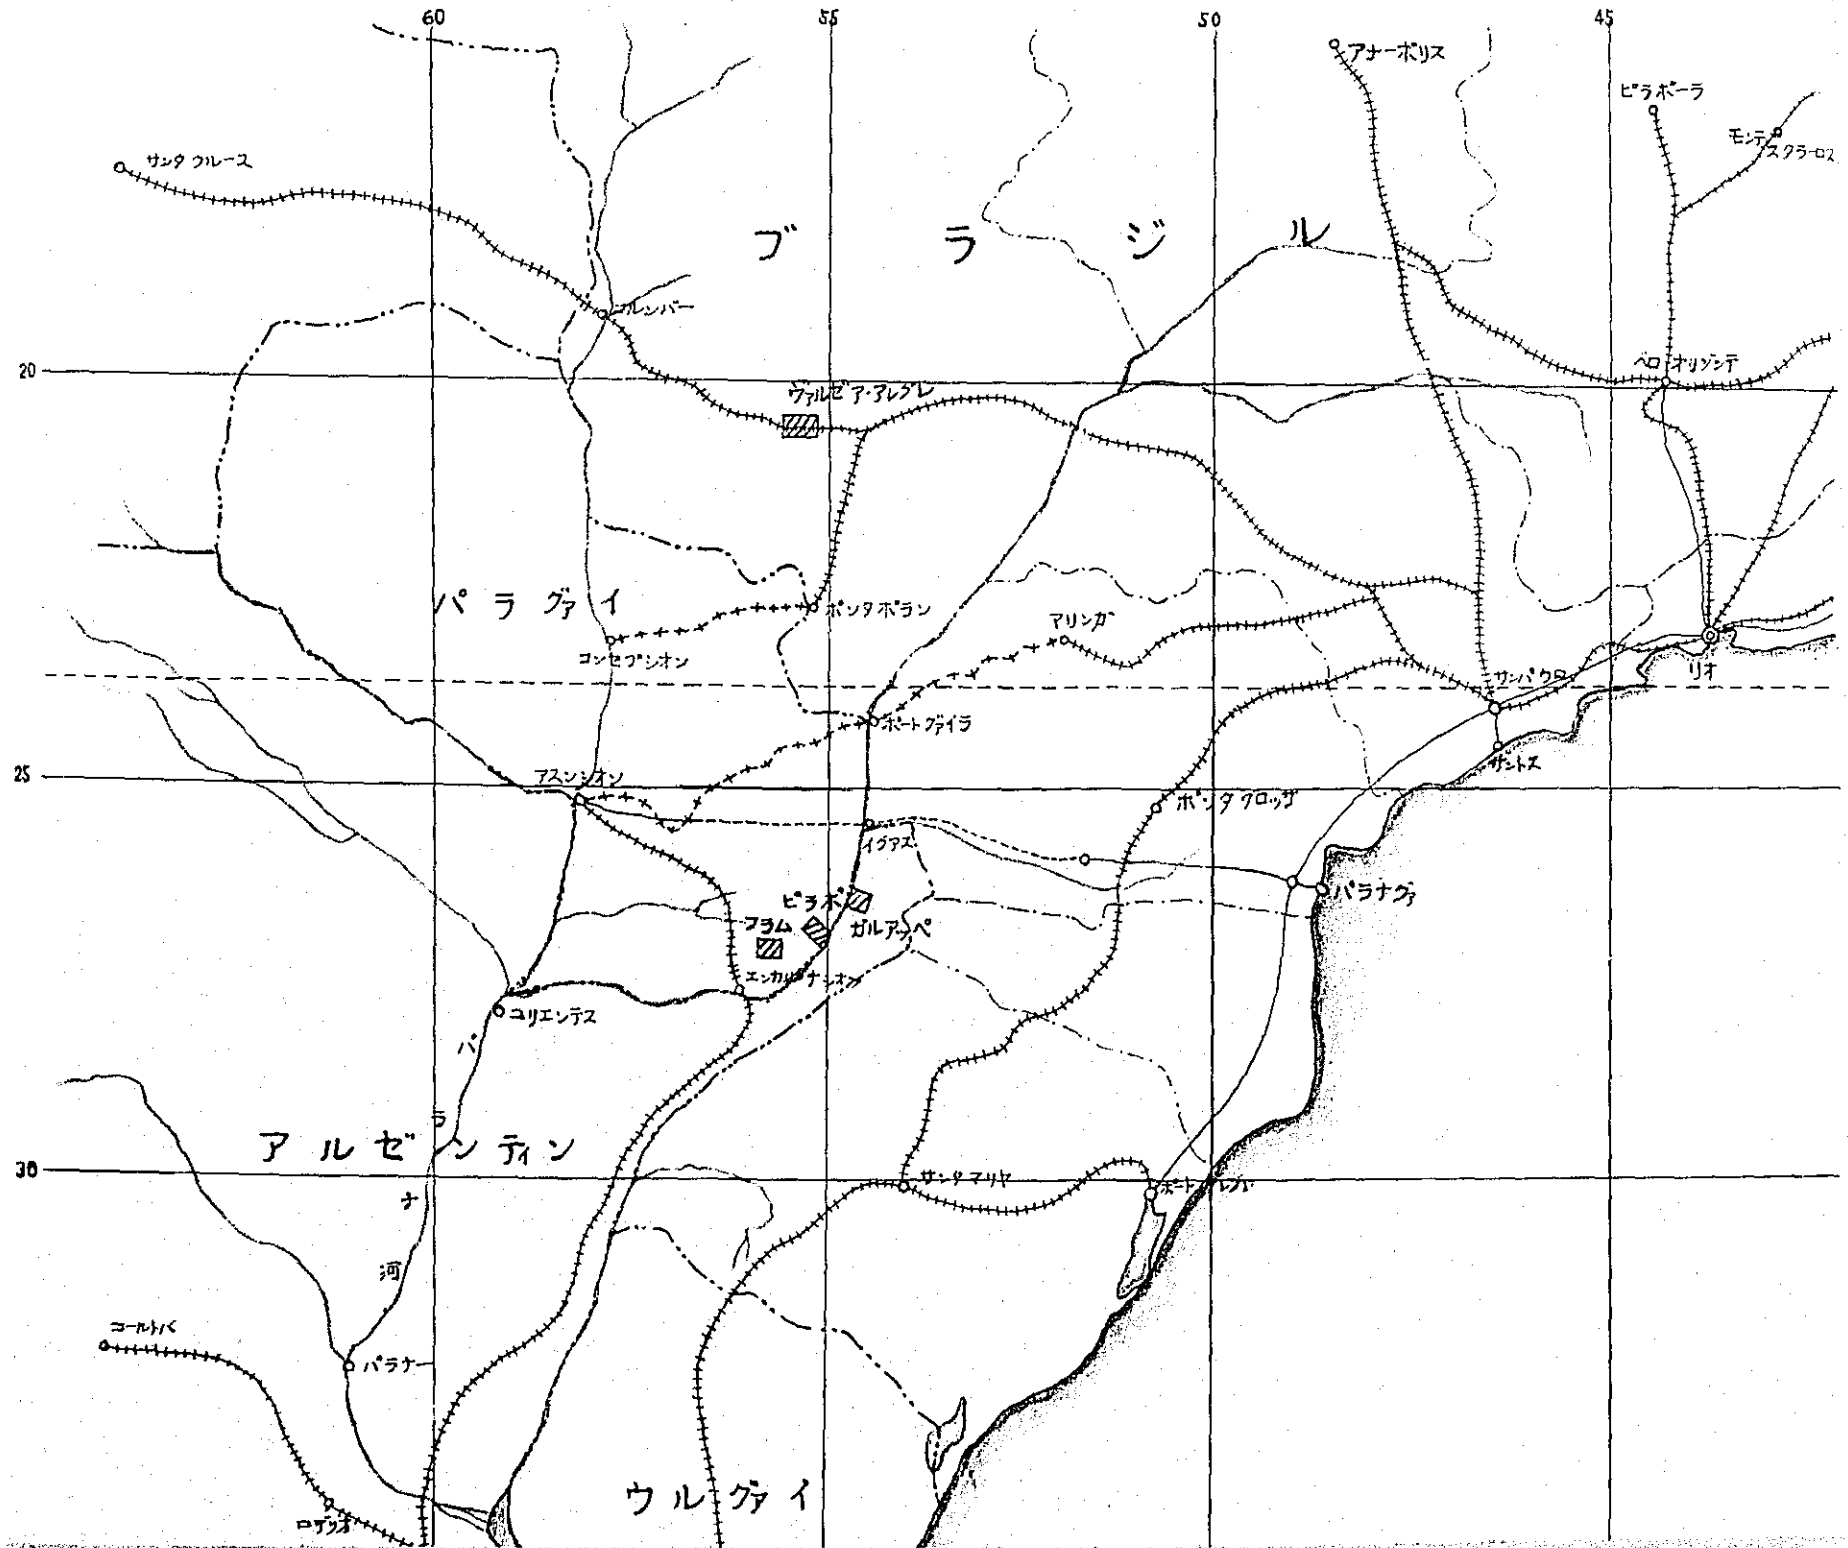 60
55
50
45
アナーポリス
ピラポーラ
モンテスクラーロス
サンタクルース
ブラジル
コルンバー
20
ベロ オリゾンテ
ヴァルゼア・アレグレ
パラグァイ
ポンタポラン
アリンガ
コンセプシオン
サンパウロ
リオ
ポートグァイラ
サントス
25
アスンシオン
ポンタグロッサ
イグアス
ピラポ
パラナグァ
フラム
ガルアッペ
エンカルナシオン
コリエンテス
パラナ河
アルゼンティン
30
サンタマリヤ
コールドバ
パラナー
ウルグァイ
ロザリオ